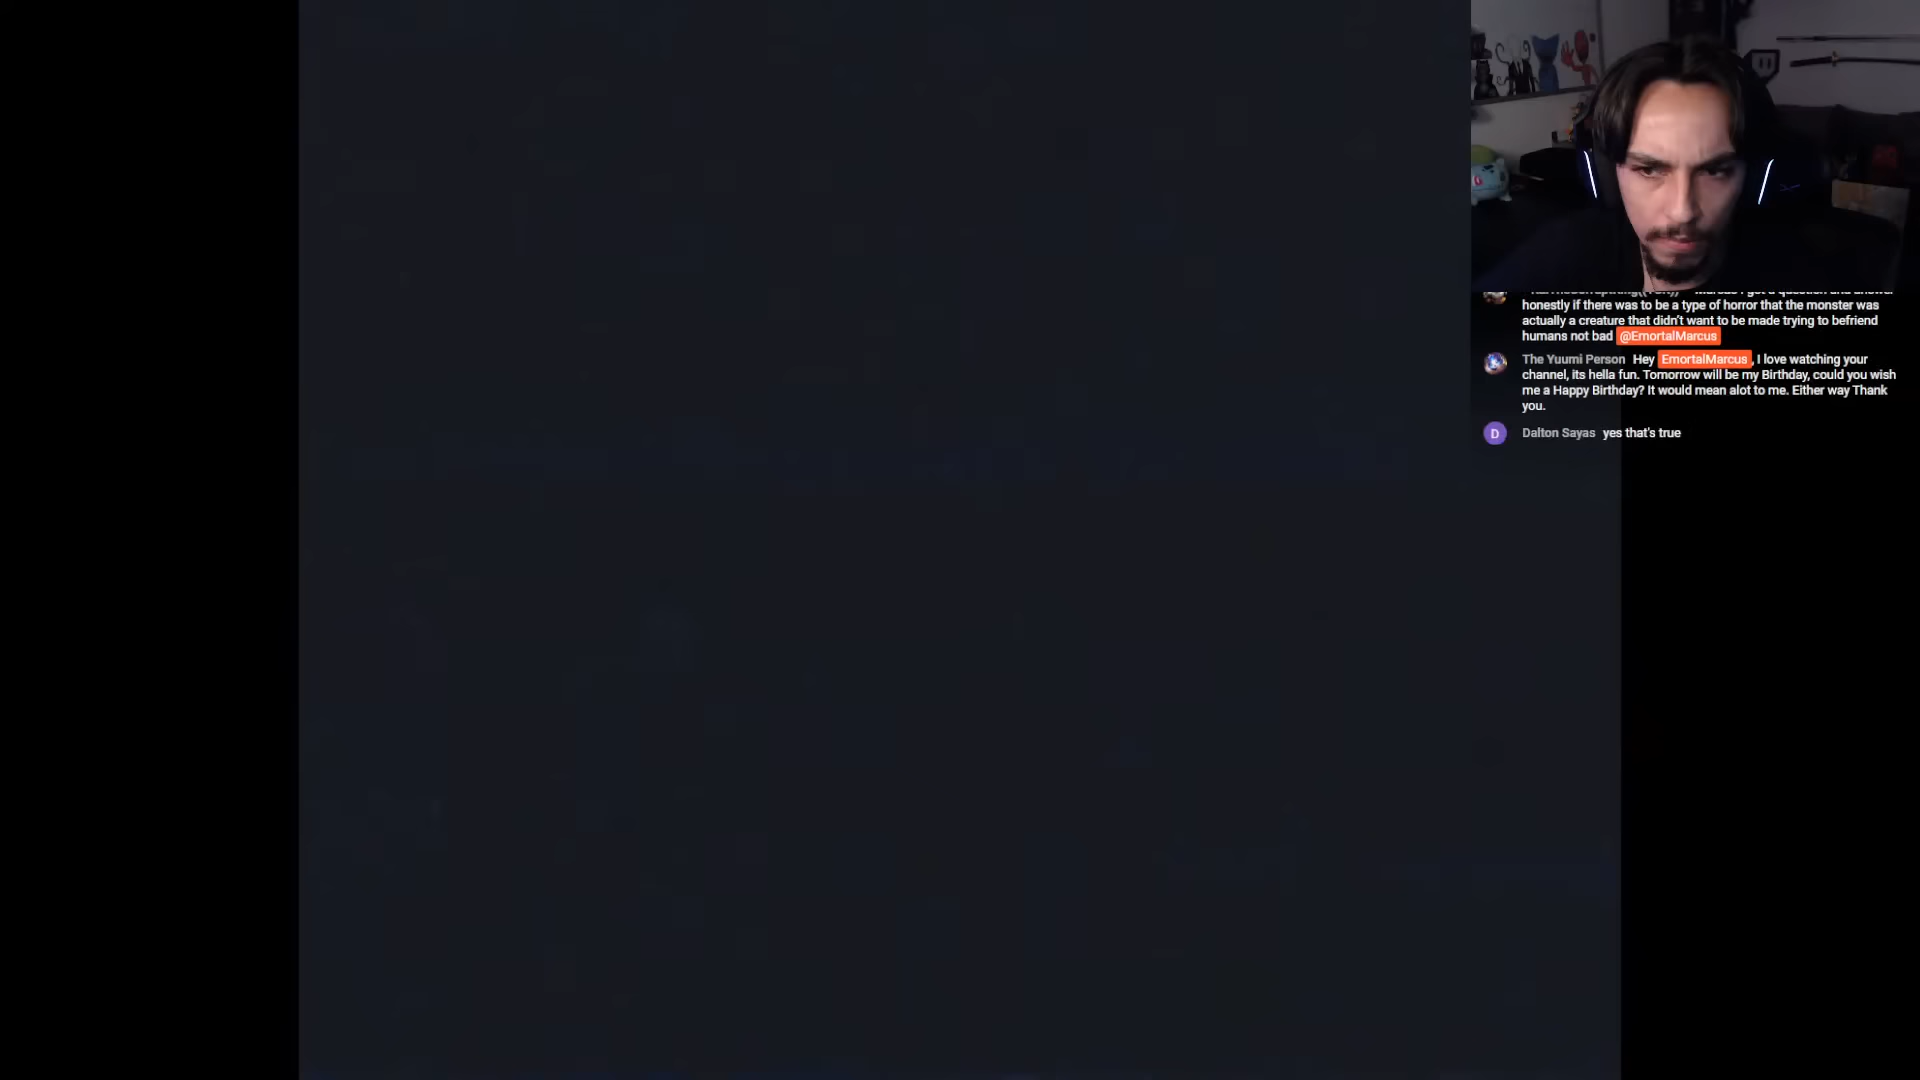 honestly if there was to be a type of horror that the monster was
actually a creature that didn't want to be made trying to befriend
humans not bad @EmortalMarcus
The Yuumi Person Hey EmortalMarcus, I love watching your
channel, its hella fun. Tomorrow will be my Birthday, could you wish
me a Happy Birthday? It would mean alot to me. Either way Thank
you.
D Dalton Sayas yes that's true